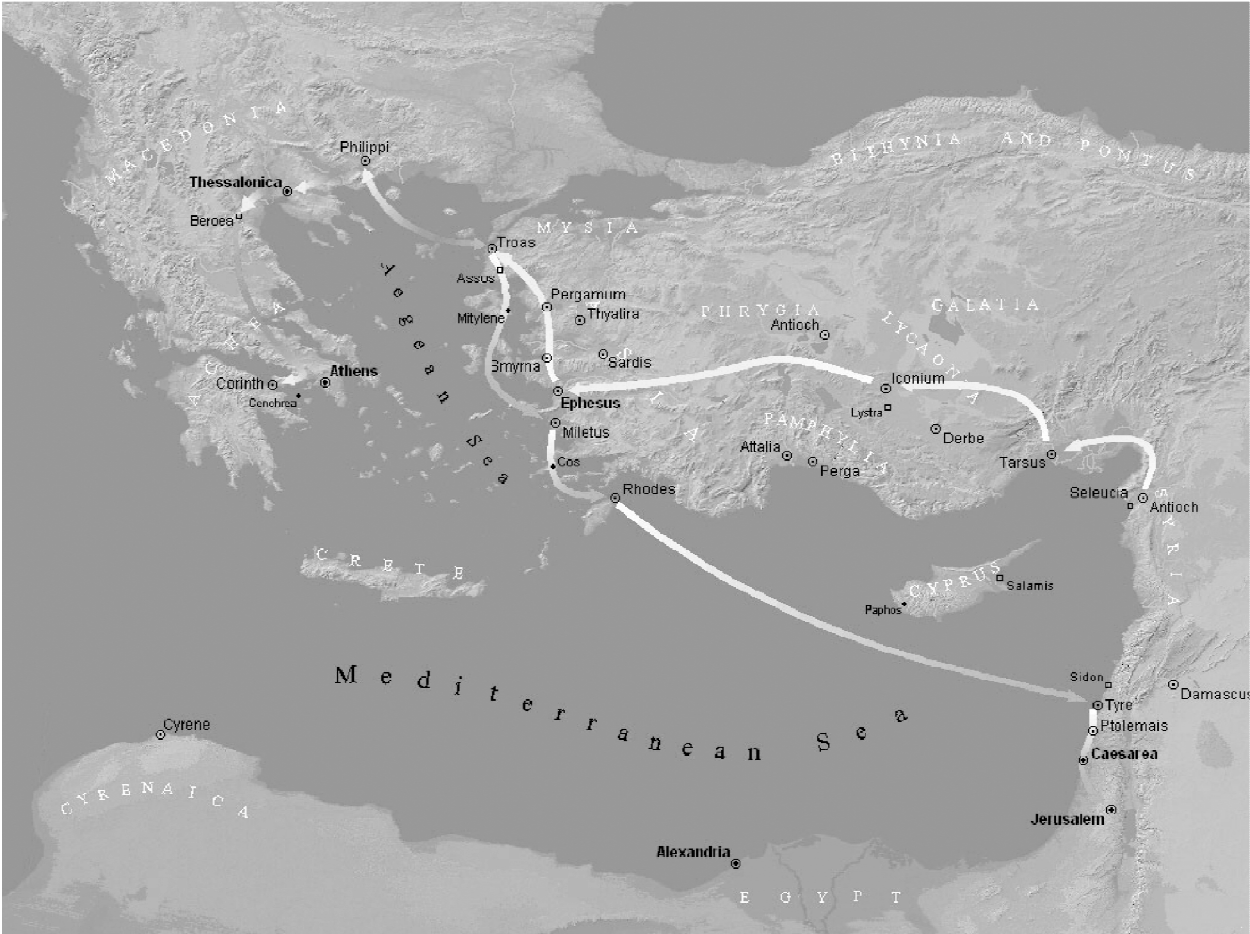 MACEDONIA
BITHYNIA AND PONTUS
Philippi
Thessalonica
Beroea
MYSIA
Troas
Assus
Aegean Sea
Pergamum
Thyatira
Mitylene
PHRYGIA
GALATIA
LYCAONIA
Antioch
ACHAEA
Smyrna
Sardis
ASIA
Athens
Corinth
Cenchrea
Iconium
Ephesus
Lystra
Miletus
PAMPHYLIA
Derbe
Attalia
Perga
Tarsus
Cos
Rhodes
Seleucia
Antioch
SYRIA
CRETE
CYPRUS
Salamis
Paphos
Mediterranean Sea
Sidon
Damascus
Tyre
Cyrene
Ptolemais
Caesarea
CYRENAICA
Jerusalem
Alexandria
EGYPT